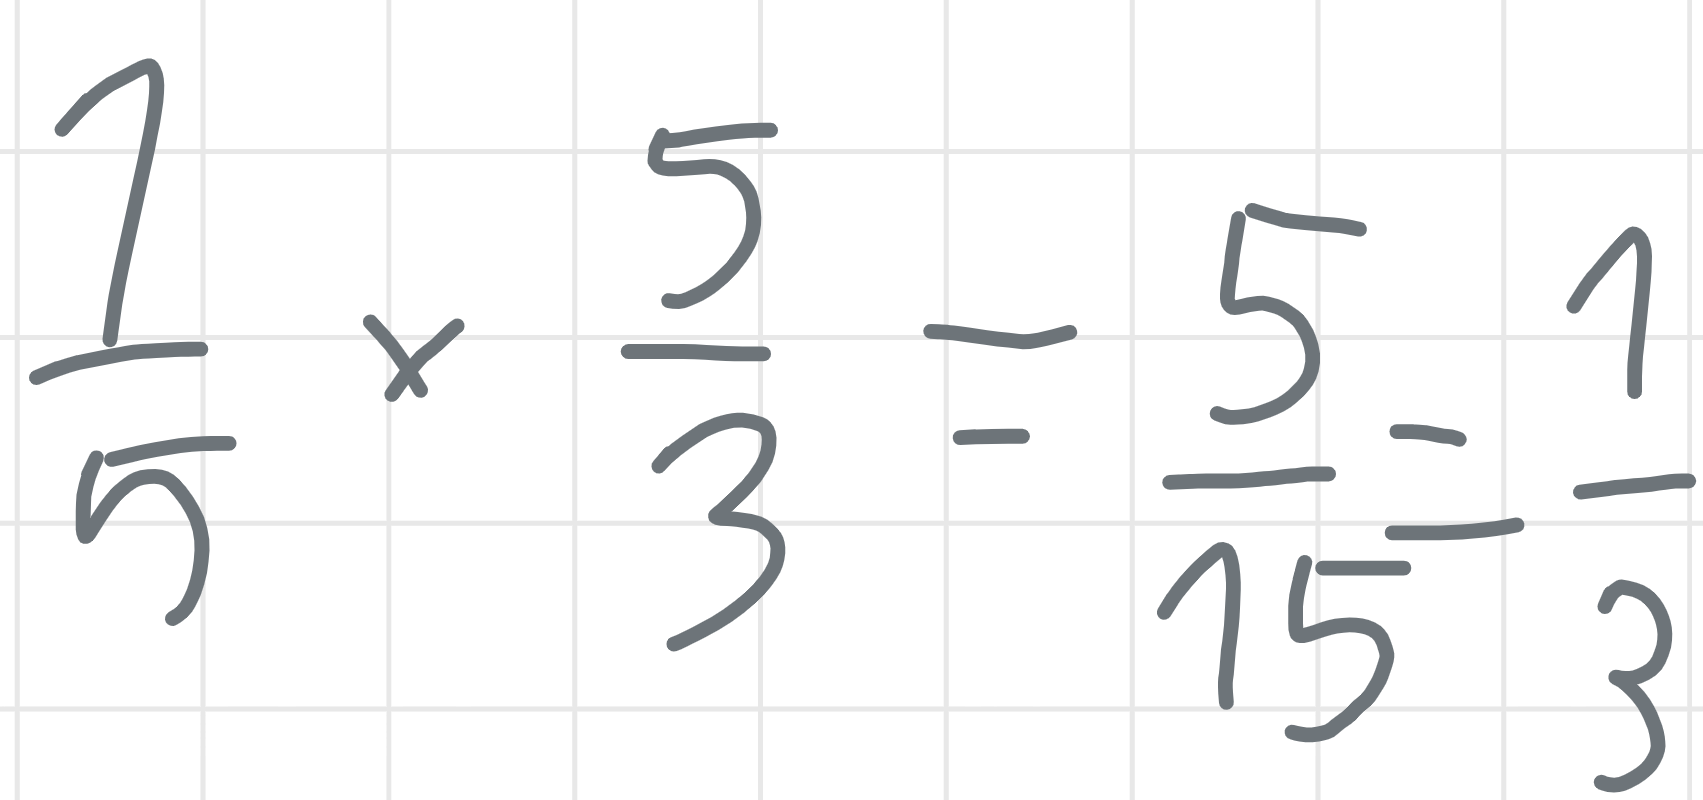 1/5 × 5/3 = 5/15 = 1/3